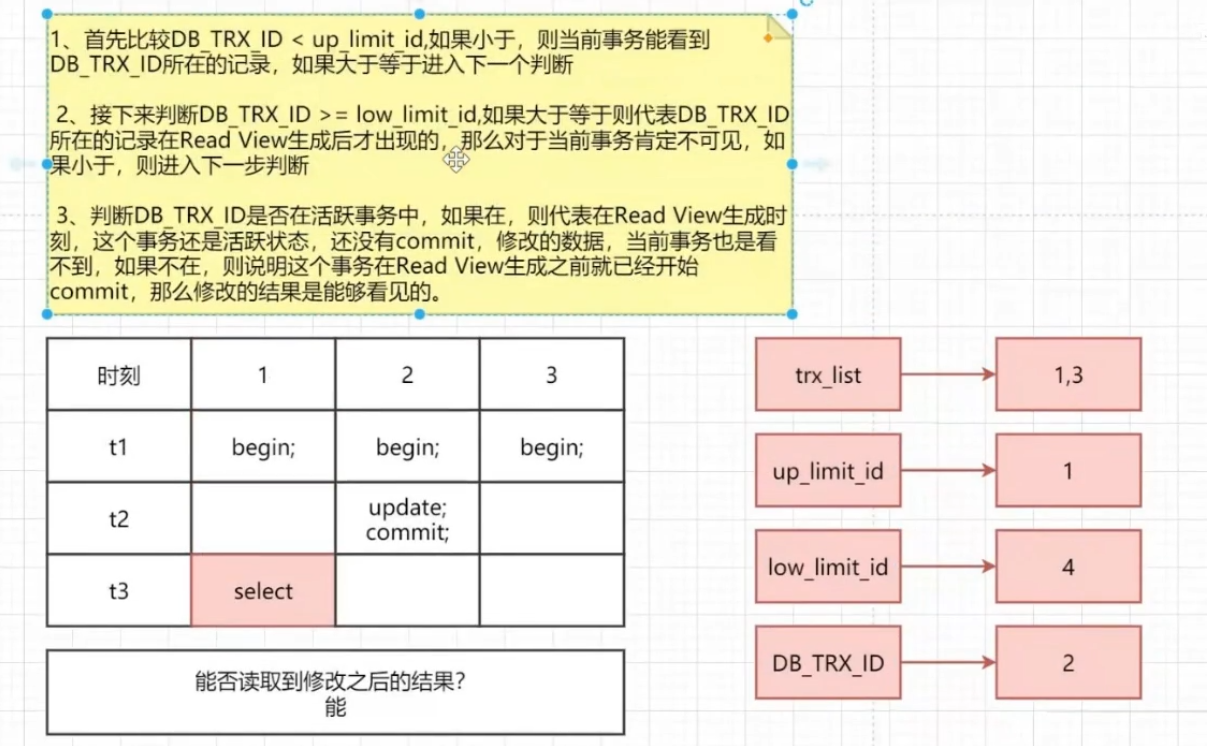 1、首先比较DB_TRX_ID < up_limit_id,如果小于，则当前事务能看到
DB_TRX_ID所在的记录，如果大于等于进入下一个判断
2、接下来判断DB_TRX_ID >= low_limit_id,如果大于等于则代表DB_TRX_ID
所在的记录在Read View生成后才出现的，那么对于当前事务肯定不可见，如
果小于，则进入下一步判断
3、判断DB_TRX_ID是否在活跃事务中，如果在，则代表在Read View生成时
刻，这个事务还是活跃状态，还没有commit，修改的数据，当前事务也是看
不到，如果不在，则说明这个事务在Read View生成之前就已经开始
commit，那么修改的结果是能够看见的。
时刻 1 2 3
t1 begin; begin; begin;
t2 update;
commit;
t3 select
能否读取到修改之后的结果？
能
trx_list 1,3
up_limit_id 1
low_limit_id 4
DB_TRX_ID 2